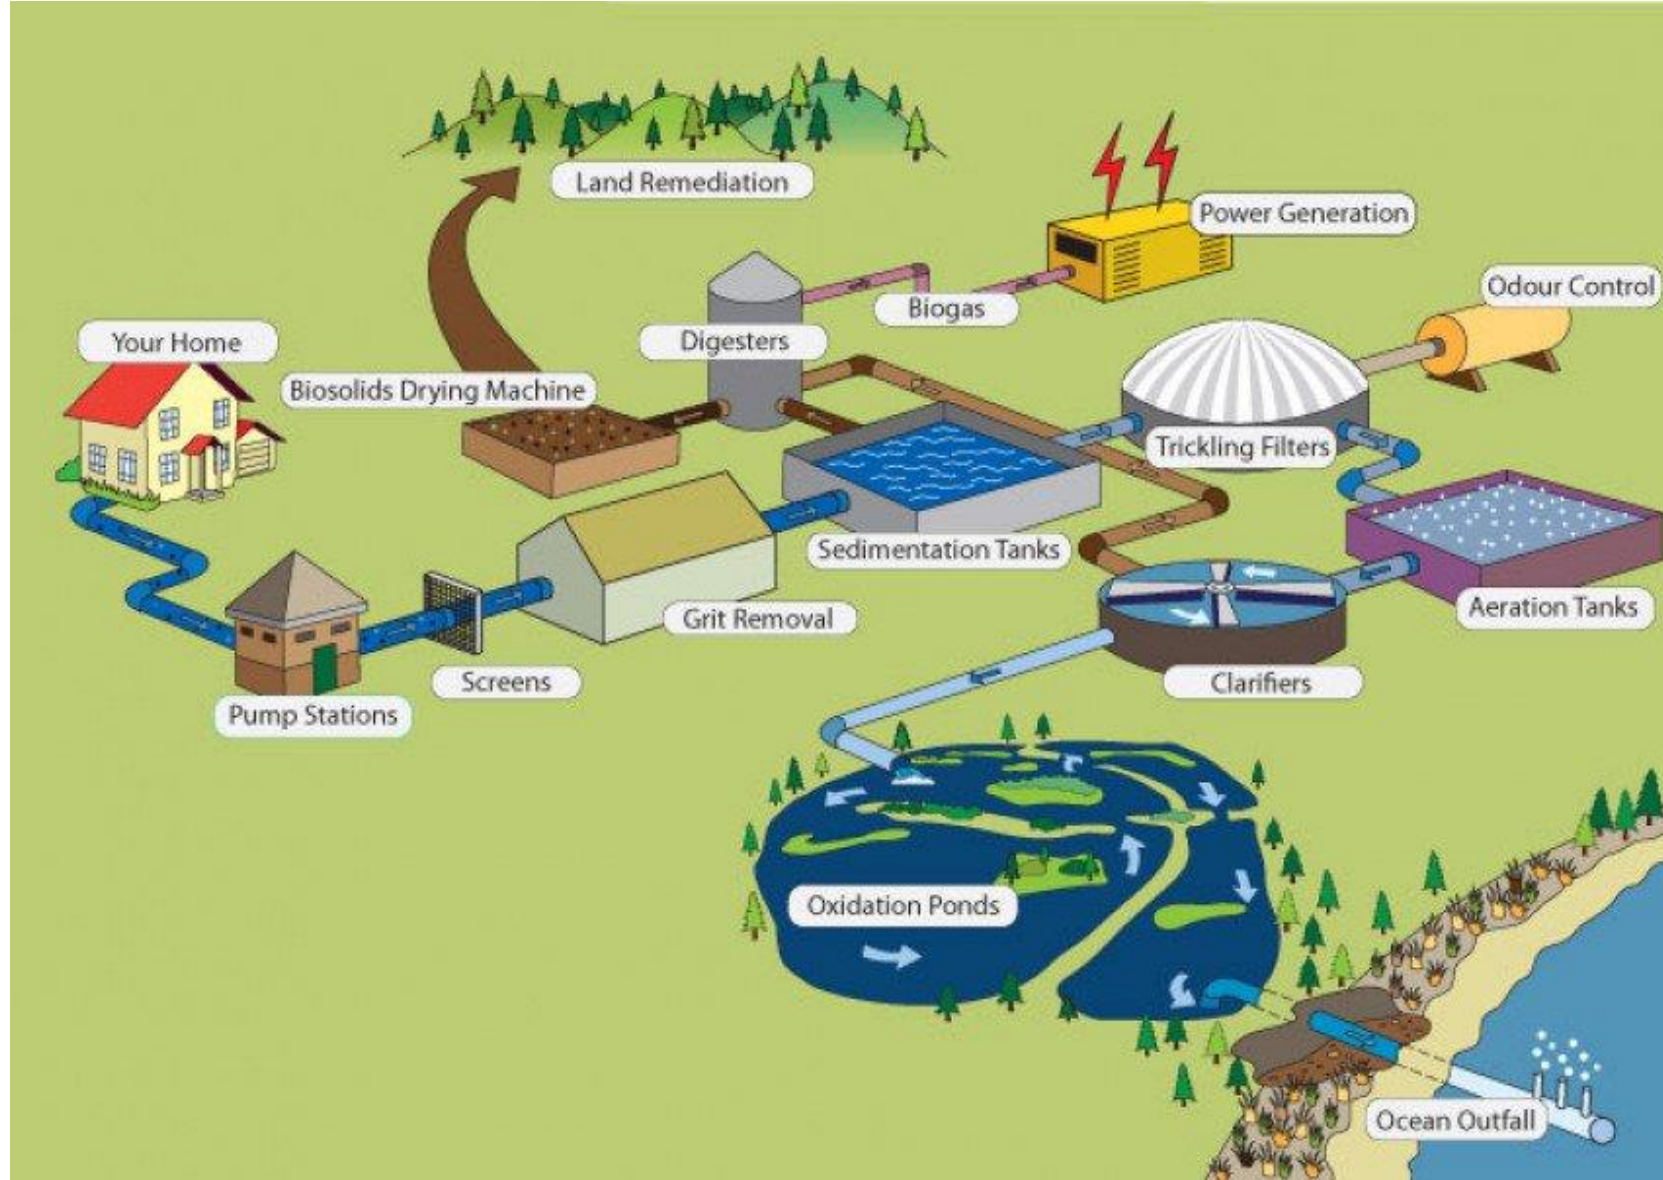 Land Remediation
Power Generation
Odour Control
Biogas
Your Home
Digesters
Biosolids Drying Machine
Trickling Filters
Sedimentation Tanks
Aeration Tanks
Grit Removal
Screens
Clarifiers
Pump Stations
Oxidation Ponds
Ocean Outfall